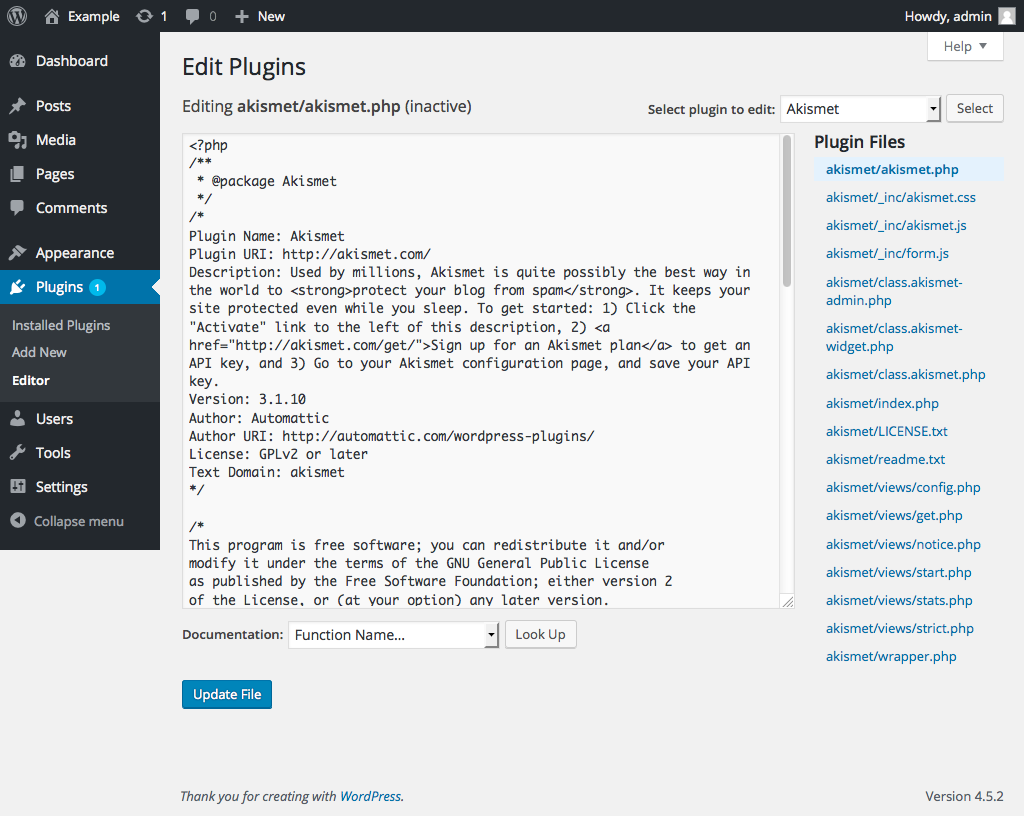 Example 1 0 New Howdy, admin
Help
Dashboard
Posts
Media
Pages
Comments
Appearance
Plugins 1
Installed Plugins
Add New
Editor
Users
Tools
Settings
Collapse menu
Edit Plugins
Editing akismet/akismet.php (inactive)
Select plugin to edit: Akismet Select
<?php
/**
 * @package Akismet
 */
/*
Plugin Name: Akismet
Plugin URI: http://akismet.com/
Description: Used by millions, Akismet is quite possibly the best way in
the world to <strong>protect your blog from spam</strong>. It keeps your
site protected even while you sleep. To get started: 1) Click the
"Activate" link to the left of this description, 2) <a
href="http://akismet.com/get/">Sign up for an Akismet plan</a> to get an
API key, and 3) Go to your Akismet configuration page, and save your API
key.
Version: 3.1.10
Author: Automattic
Author URI: http://automattic.com/wordpress-plugins/
License: GPLv2 or later
Text Domain: akismet
*/
/*
This program is free software; you can redistribute it and/or
modify it under the terms of the GNU General Public License
as published by the Free Software Foundation; either version 2
of the License, or (at your option) any later version.
Plugin Files
akismet/akismet.php
akismet/_inc/akismet.css
akismet/_inc/akismet.js
akismet/_inc/form.js
akismet/class.akismet-
admin.php
akismet/class.akismet-
widget.php
akismet/class.akismet.php
akismet/index.php
akismet/LICENSE.txt
akismet/readme.txt
akismet/views/config.php
akismet/views/get.php
akismet/views/notice.php
akismet/views/start.php
akismet/views/stats.php
akismet/views/strict.php
akismet/wrapper.php
Documentation: Function Name... Look Up
Update File
Thank you for creating with WordPress.
Version 4.5.2